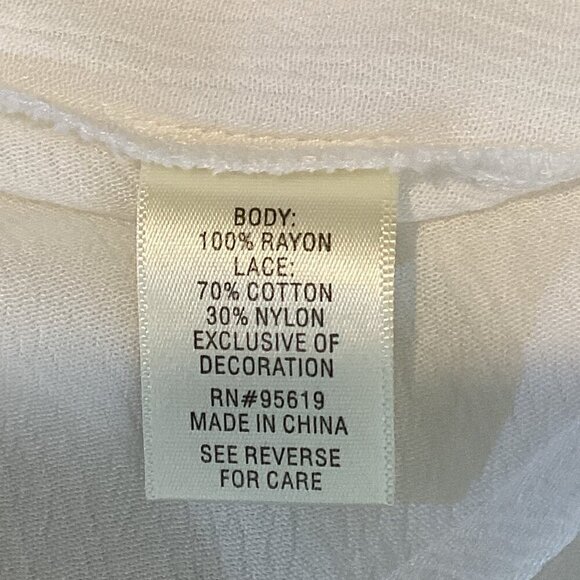 BODY:
100% RAYON
LACE:
70% COTTON
30% NYLON
EXCLUSIVE OF
DECORATION
RN#95619
MADE IN CHINA
SEE REVERSE
FOR CARE